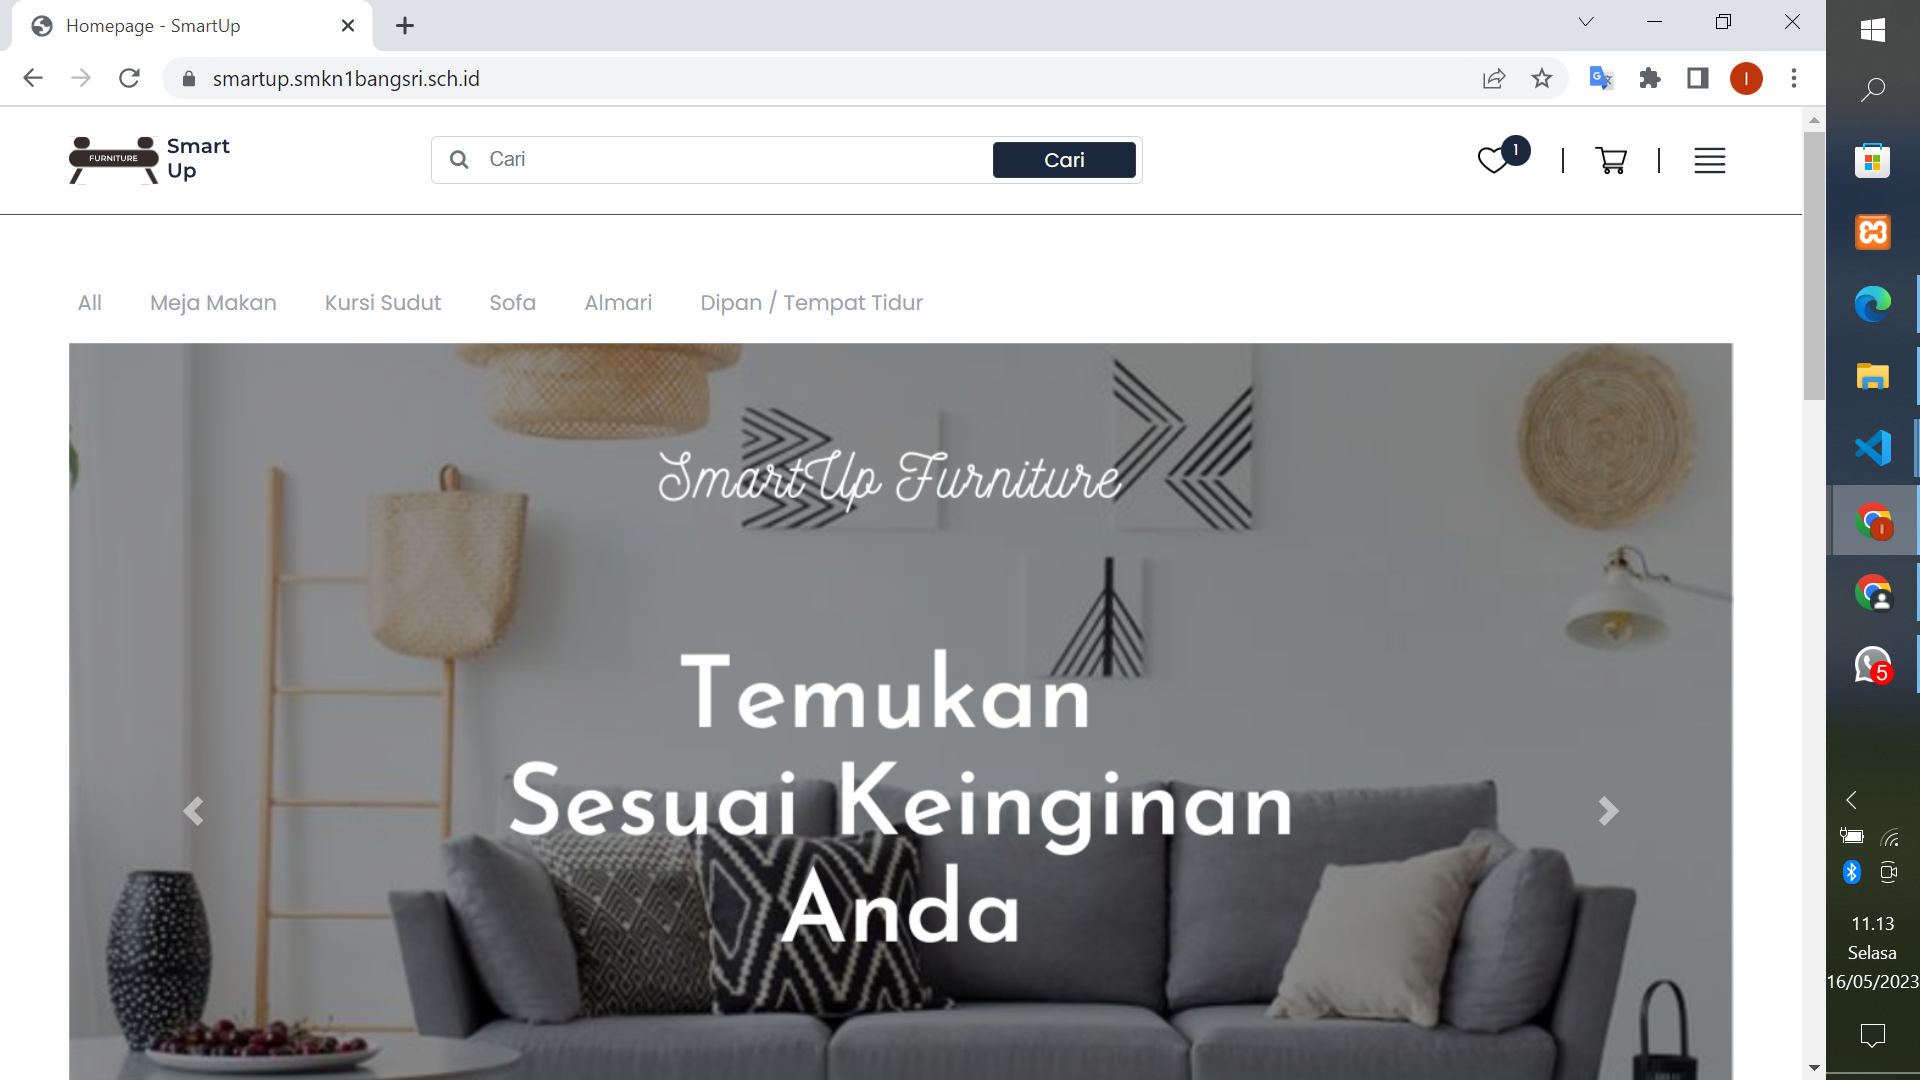 Homepage - SmartUp
smartup.smkn1bangsri.sch.id
I
FURNITURE
Smart
Up
Cari
Cari
1
All
Meja Makan
Kursi Sudut
Sofa
Almari
Dipan / Tempat Tidur
SmartUp Furniture
Temukan
Sesuai Keinginan
Anda
I
5
11.13
Selasa
16/05/2023